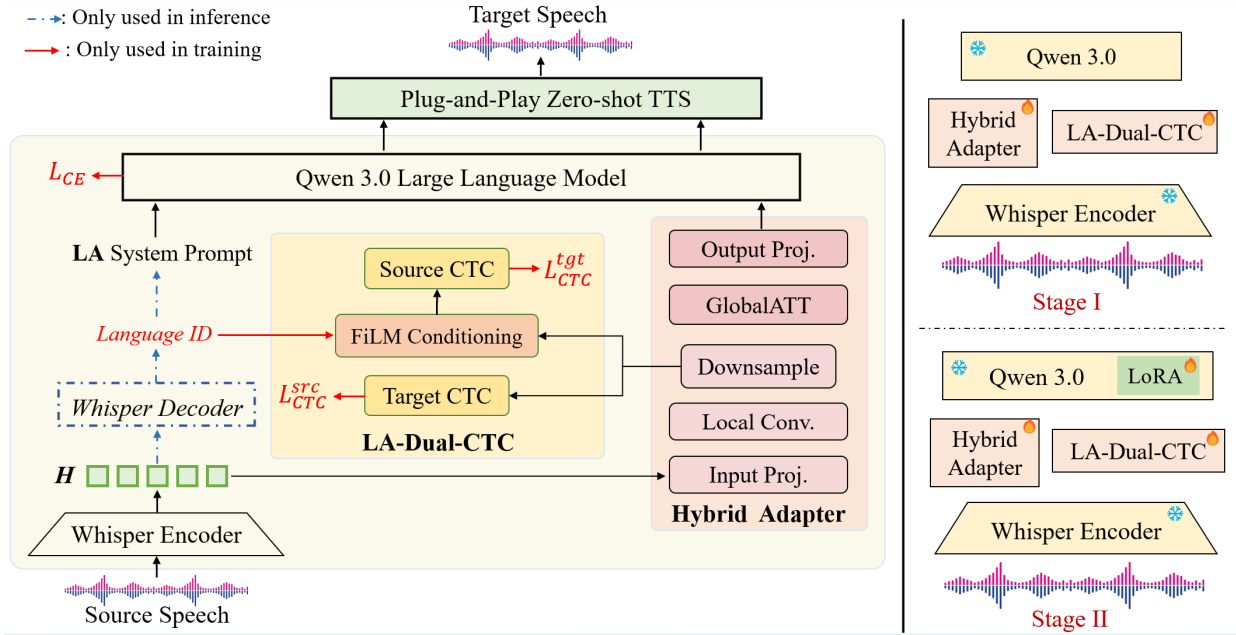 Target Speech
: Only used in inference
: Only used in training
Plug-and-Play Zero-shot TTS
L_CE
Qwen 3.0 Large Language Model
LA System Prompt
Language ID
Whisper Decoder
H
Whisper Encoder
Source Speech
Source CTC
L_CTC^tgt
FiLM Conditioning
L_CTC^src
Target CTC
LA-Dual-CTC
Output Proj.
GlobalATT
Downsample
Local Conv.
Input Proj.
Hybrid Adapter
Qwen 3.0
Hybrid
Adapter
LA-Dual-CTC
Whisper Encoder
Stage I
Qwen 3.0
LoRA
Hybrid
Adapter
LA-Dual-CTC
Whisper Encoder
Stage II